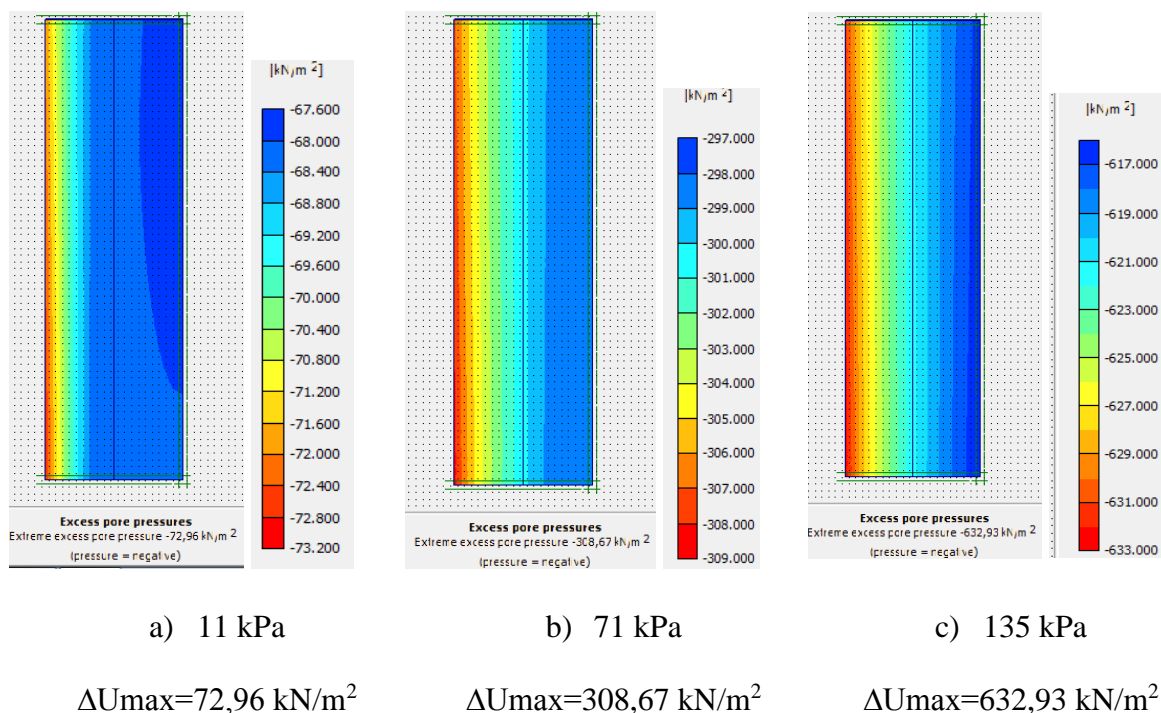 [kN/m²]
-67.600
-68.000
-68.400
-68.800
-69.200
-69.600
-70.000
-70.400
-70.800
-71.200
-71.600
-72.000
-72.400
-72.800
-73.200
Excess pore pressures
Extreme excess pore pressure -72,96 kN/m²
(pressure = negative)
[kN/m²]
-297.000
-298.000
-299.000
-300.000
-301.000
-302.000
-303.000
-304.000
-305.000
-306.000
-307.000
-308.000
-309.000
Excess pore pressures
Extreme excess pore pressure -308,67 kN/m²
(pressure = negative)
[kN/m²]
-617.000
-619.000
-621.000
-623.000
-625.000
-627.000
-629.000
-631.000
-633.000
Excess pore pressures
Extreme excess pore pressure -632,93 kN/m²
(pressure = negative)
a) 11 kPa
b) 71 kPa
c) 135 kPa
ΔUmax=72,96 kN/m²
ΔUmax=308,67 kN/m²
ΔUmax=632,93 kN/m²